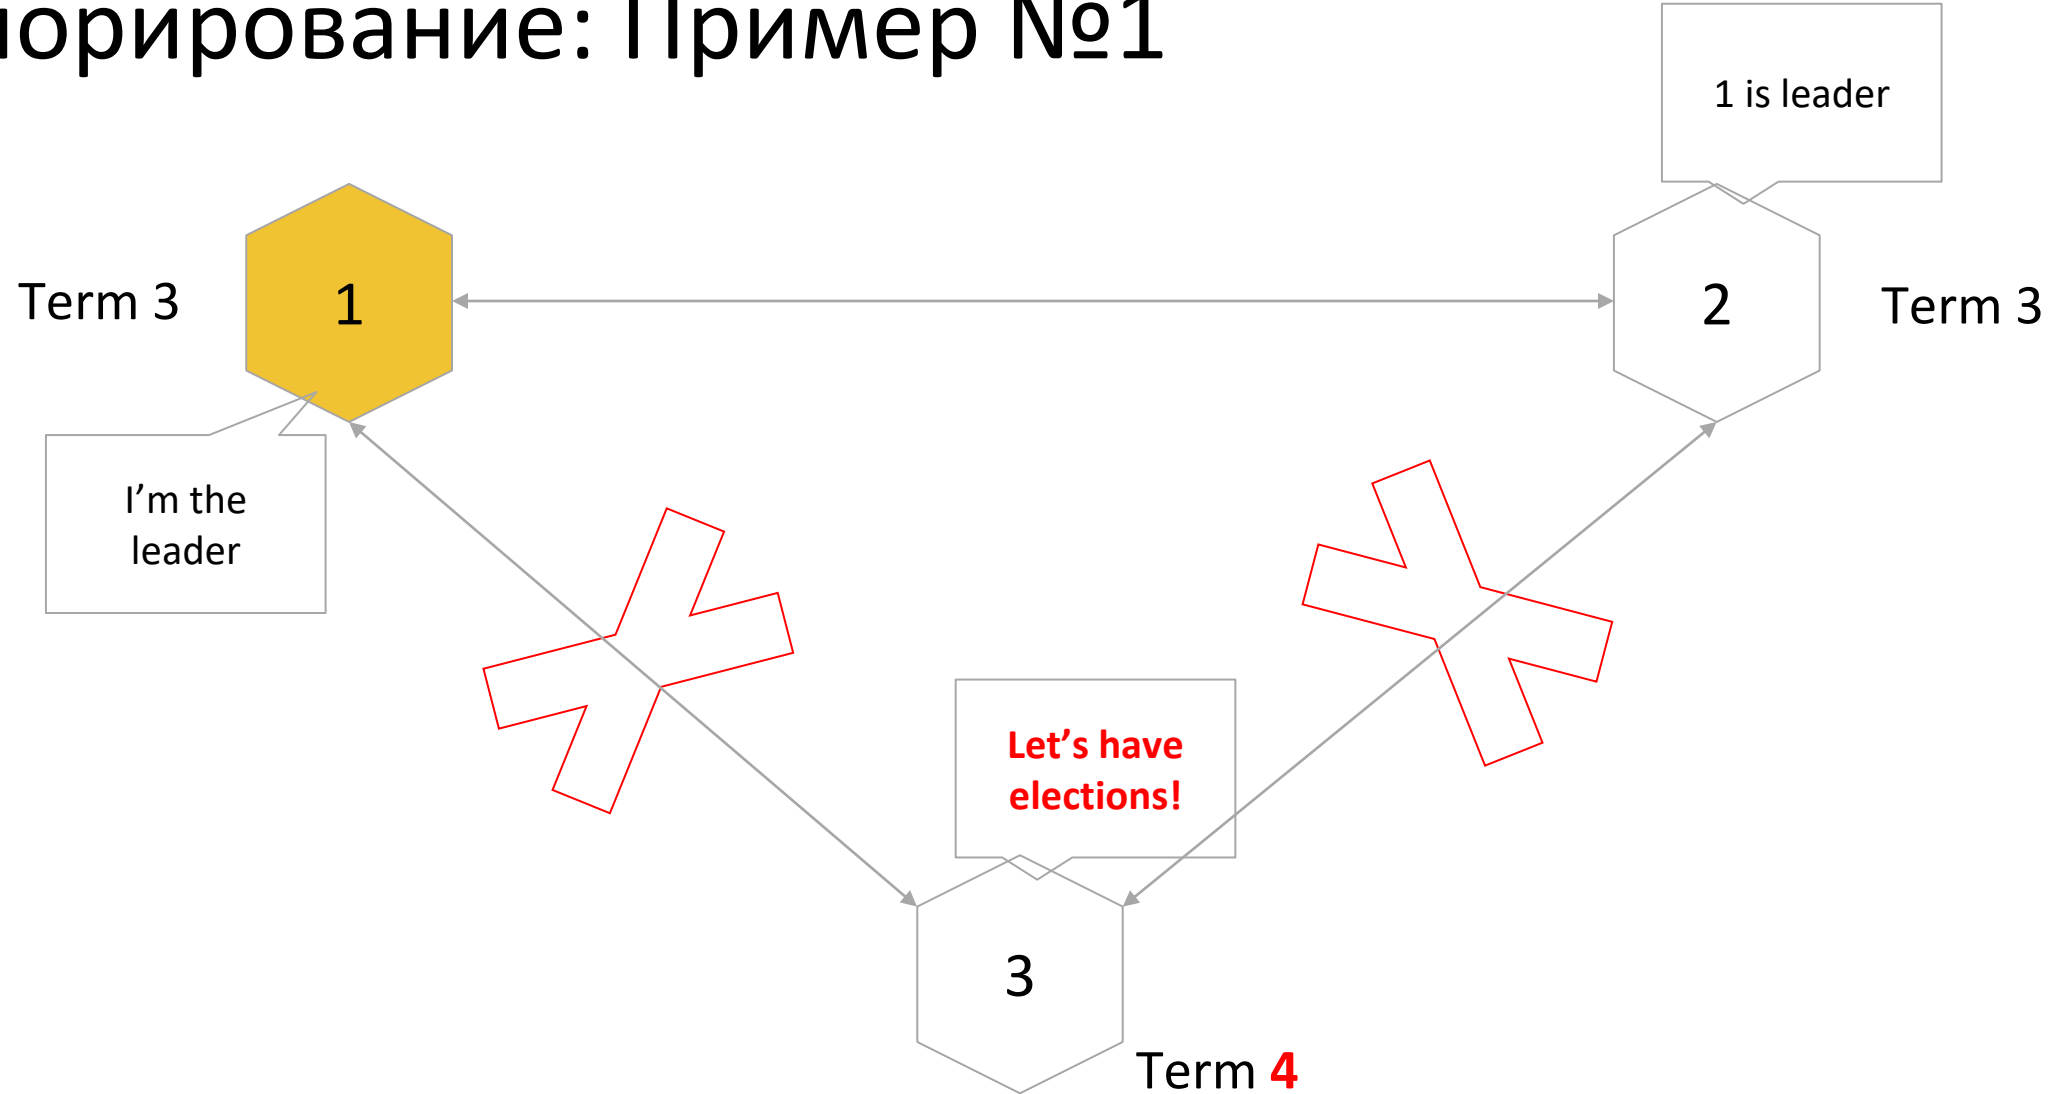 норирование: Пример №1
1 is leader
Term 3
1
2
Term 3
I’m the
leader
Let’s have
elections!
3
Term 4